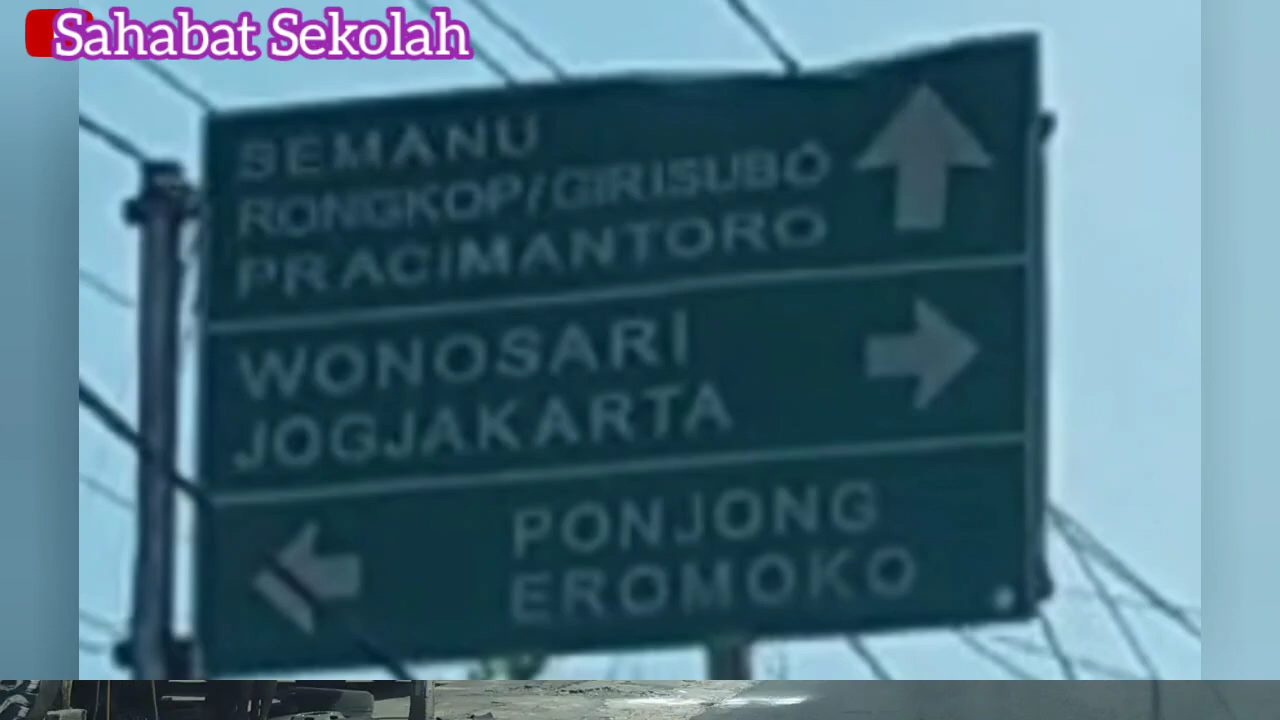 Sahabat Sekolah
SEMANU
RONGKOP/GIRISUBO
PRACIMANTORO
WONOSARI
JOGJAKARTA
PONJONG
EROMOKO